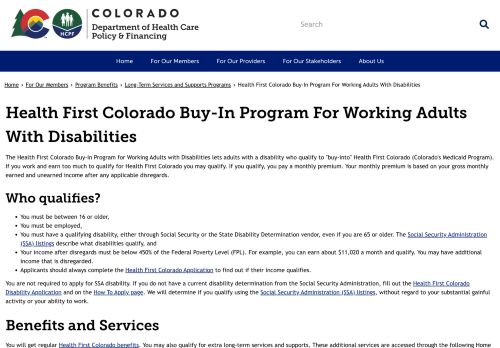 COLORADO
Department of Health Care
Policy & Financing
HCPF
Search
Home
For Our Members
For Our Providers
For Our Stakeholders
About Us
Home › For Our Members › Program Benefits › Long-Term Services and Supports Programs › Health First Colorado Buy-In Program For Working Adults With Disabilities
Health First Colorado Buy-In Program For Working Adults
With Disabilities
The Health First Colorado Buy-In Program for Working Adults with Disabilities lets adults with a disability who qualify to "buy-into" Health First Colorado (Colorado's Medicaid Program).
If you work and earn too much to qualify for Health First Colorado you may qualify. If you qualify, you pay a monthly premium. Your monthly premium is based on your gross monthly
earned and unearned income after any applicable disregards.
Who qualifies?
• You must be between 16 or older,
• You must be employed,
• You must have a qualifying disability, either through Social Security or the State Disability Determination vendor, even if you are 65 or older. The Social Security Administration
(SSA) listings describe what disabilities qualify, and
• Your income after disregards must be below 450% of the Federal Poverty Level (FPL). For example, you can earn about $11,020 a month and qualify. You may have additional
income that is disregarded.
• Applicants should always complete the Health First Colorado Application to find out if their income qualifies.
You are not required to apply for SSA disability. If you do not have a current disability determination from the Social Security Administration, fill out the Health First Colorado
Disability Application and on the How To Apply page. We will determine if you qualify using the Social Security Administration (SSA) listings, without regard to your substantial gainful
activity or your ability to work.
Benefits and Services
You will get regular Health First Colorado benefits. You may also qualify for extra long-term services and supports. These additional services are accessed through the following Home